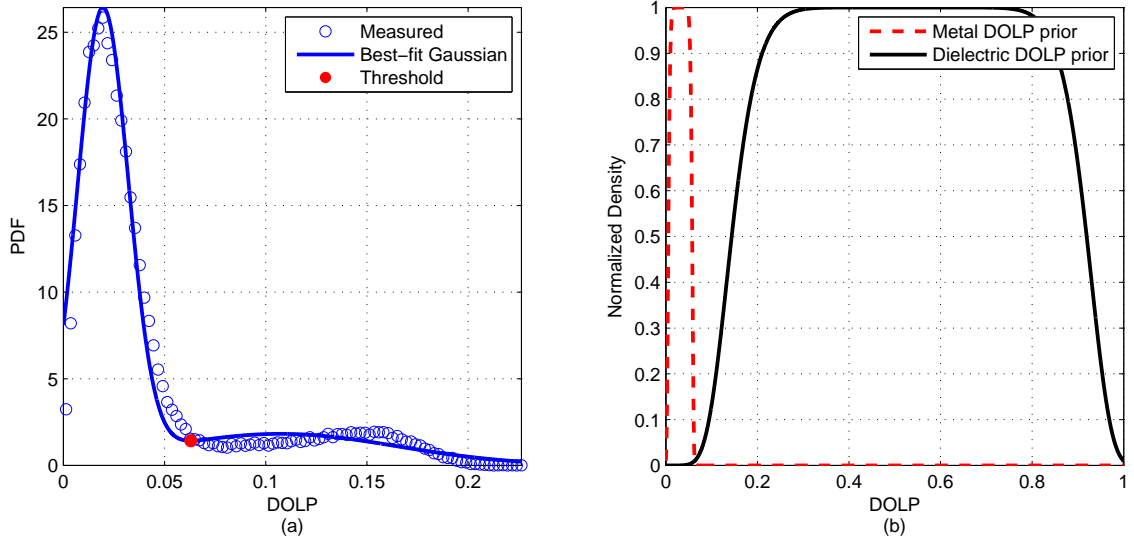 Measured
Best-fit Gaussian
Threshold
PDF
25
20
15
10
5
0
0
0.05
0.1
0.15
0.2
DOLP
(a)
Metal DOLP prior
Dielectric DOLP prior
Normalized Density
1
0.9
0.8
0.7
0.6
0.5
0.4
0.3
0.2
0.1
0
0
0.2
0.4
0.6
0.8
1
DOLP
(b)